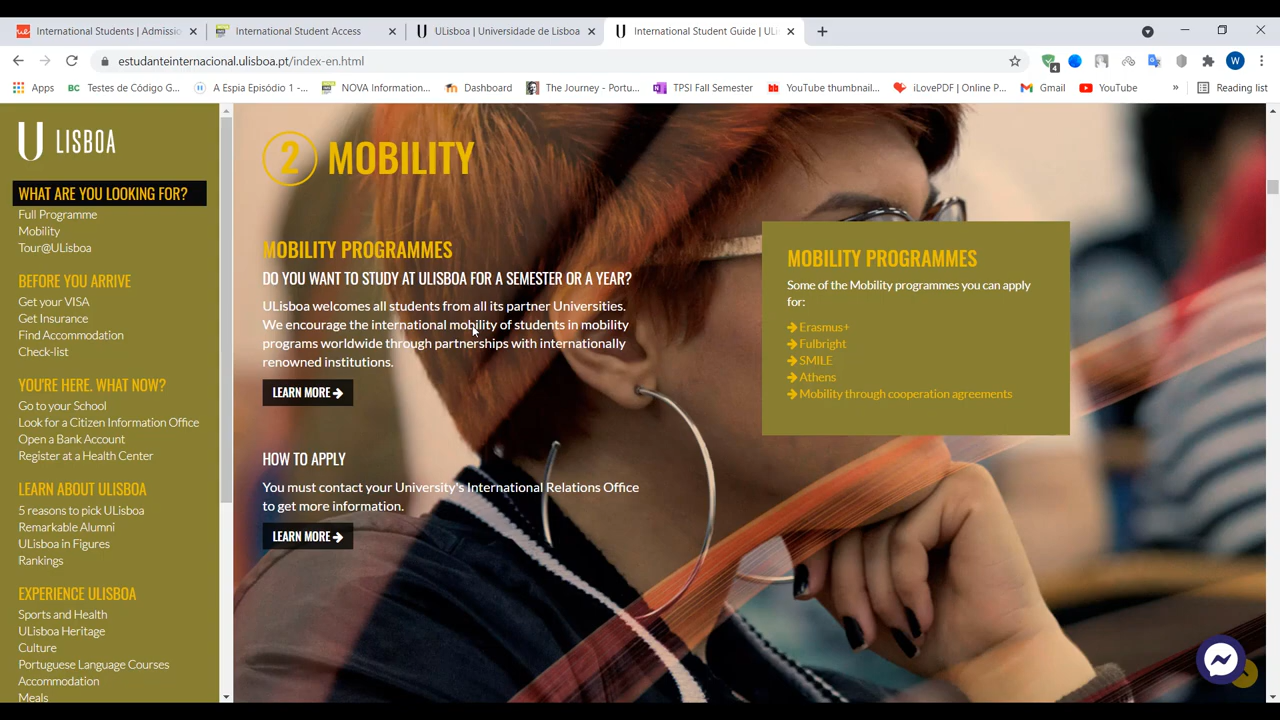 International Students | Admissi
International Student Access
ULisboa | Universidade de Lisboa
International Student Guide | UL
estudanteinternacional.ulisboa.pt/index-en.html
4
W
Apps
BC Testes de Código G...
A Espia Episódio 1 -...
NOVA Information...
Dashboard
The Journey - Portu...
TPSI Fall Semester
YouTube thumbnail...
iLovePDF | Online P...
Gmail
YouTube
»
Reading list
U LISBOA
WHAT ARE YOU LOOKING FOR?
Full Programme
Mobility
Tour@ULisboa
BEFORE YOU ARRIVE
Get your VISA
Get Insurance
Find Accommodation
Check-list
YOU'RE HERE. WHAT NOW?
Go to your School
Look for a Citizen Information Office
Open a Bank Account
Register at a Health Center
LEARN ABOUT ULISBOA
5 reasons to pick ULisboa
Remarkable Alumni
ULisboa in Figures
Rankings
EXPERIENCE ULISBOA
Sports and Health
ULisboa Heritage
Culture
Portuguese Language Courses
Accommodation
Meals
2 MOBILITY
MOBILITY PROGRAMMES
DO YOU WANT TO STUDY AT ULISBOA FOR A SEMESTER OR A YEAR?
ULisboa welcomes all students from all its partner Universities.
We encourage the international mobility of students in mobility
programs worldwide through partnerships with internationally
renowned institutions.
LEARN MORE →
HOW TO APPLY
You must contact your University's International Relations Office
to get more information.
LEARN MORE →
MOBILITY PROGRAMMES
Some of the Mobility programmes you can apply
for:
→ Erasmus+
→ Fulbright
→ SMILE
→ Athens
→ Mobility through cooperation agreements